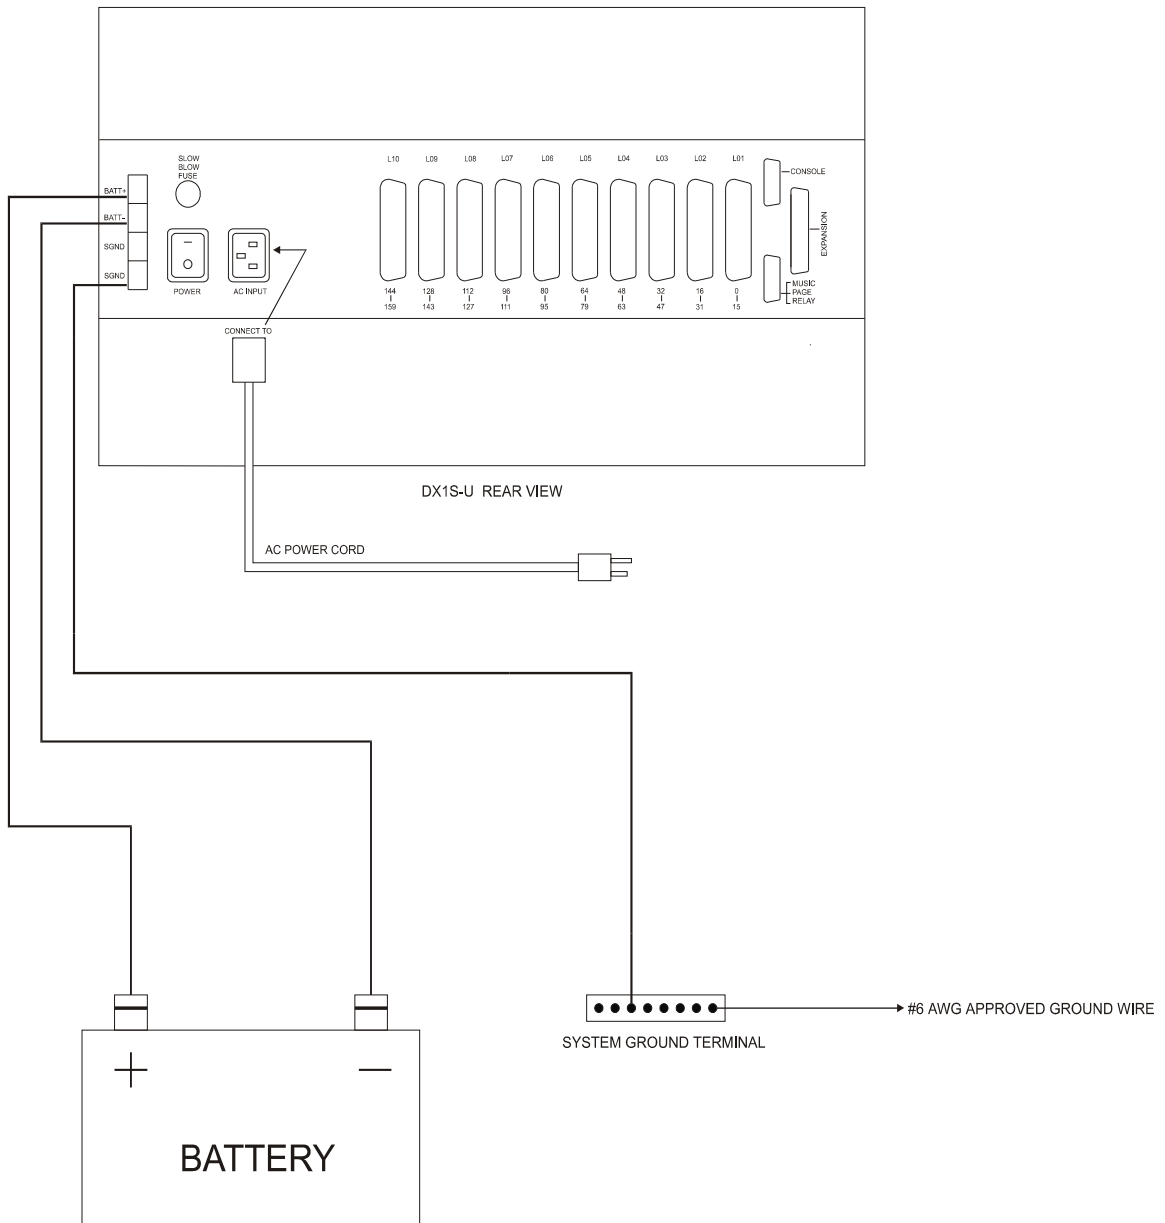 SLOW
BLOW
FUSE
BATT+
BATT-
SGND
SGND
POWER
AC INPUT
L10 L09 L08 L07 L06 L05 L04 L03 L02 L01
144 128 112 96 80 64 48 32 16 0
159 143 127 111 95 79 63 47 31 15
CONSOLE
EXPANSION
MUSIC
PAGE
RELAY
CONNECT TO
DX1S-U REAR VIEW
AC POWER CORD
#6 AWG APPROVED GROUND WIRE
SYSTEM GROUND TERMINAL
+ —
BATTERY